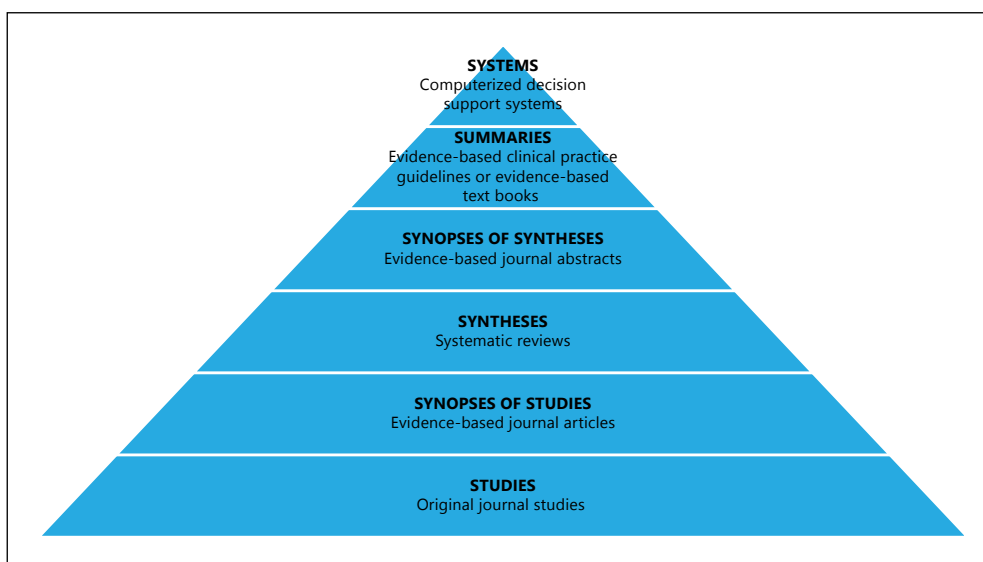 SYSTEMS
Computerized decision
support systems
SUMMARIES
Evidence-based clinical practice
guidelines or evidence-based
text books
SYNOPSES OF SYNTHESES
Evidence-based journal abstracts
SYNTHESES
Systematic reviews
SYNOPSES OF STUDIES
Evidence-based journal articles
STUDIES
Original journal studies